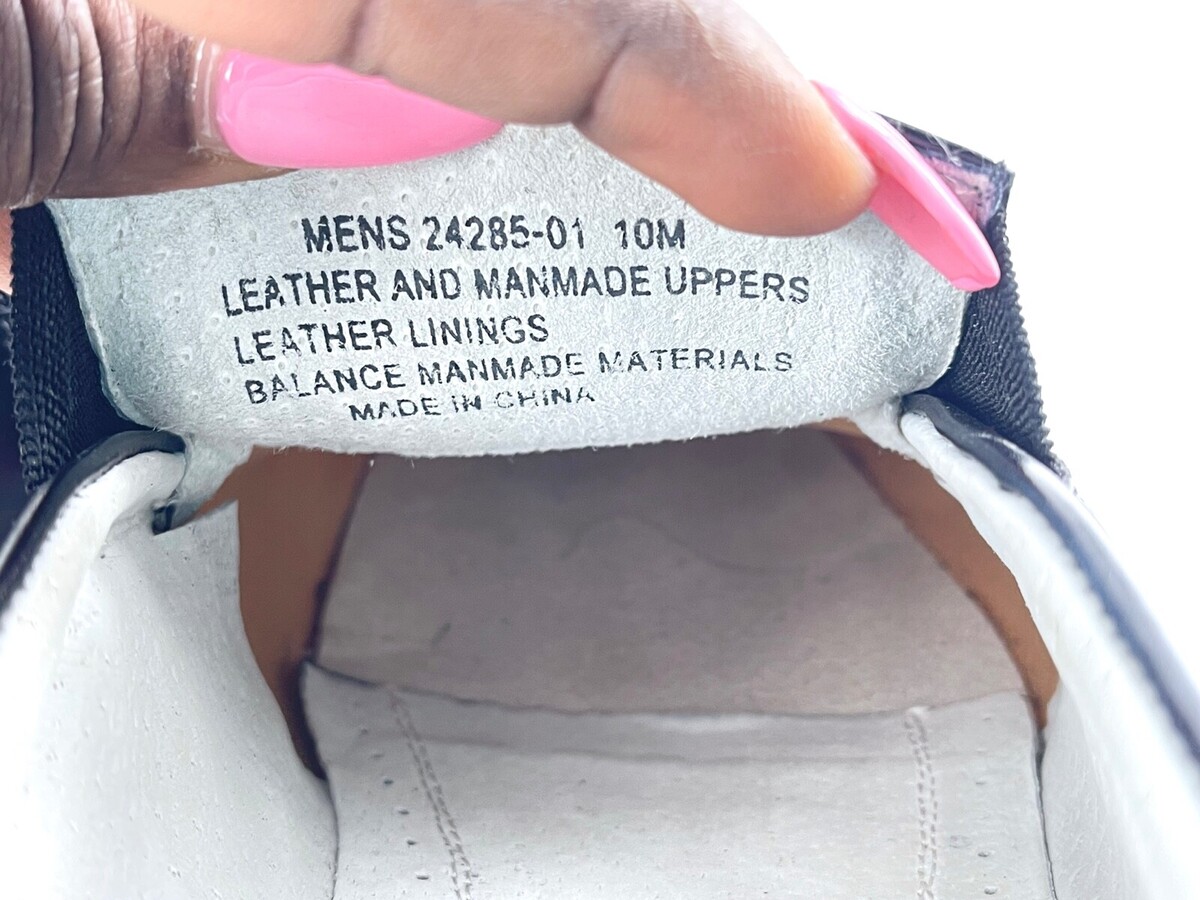 MENS 24285-01 10M
LEATHER AND MANMADE UPPERS
LEATHER LININGS
BALANCE MANMADE MATERIALS
MADE IN CHINA